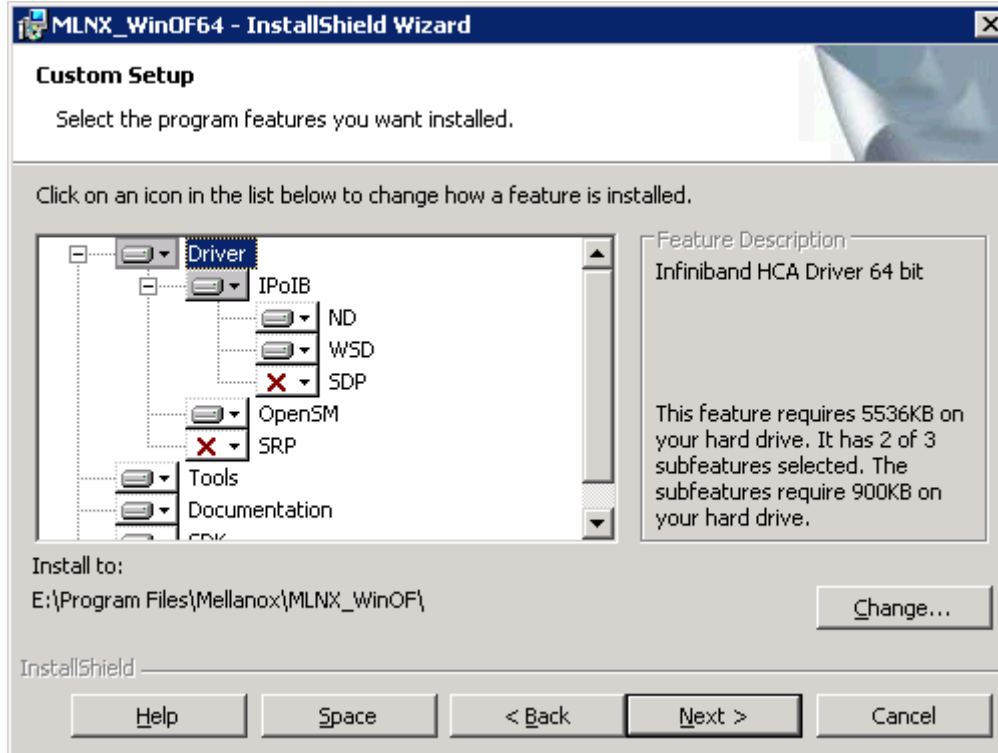 MLNX_WinOF64 - InstallShield Wizard
Custom Setup
Select the program features you want installed.
Click on an icon in the list below to change how a feature is installed.
Driver
IPoIB
ND
WSD
SDP
OpenSM
SRP
Tools
Documentation
SDK
Feature Description
Infiniband HCA Driver 64 bit
This feature requires 5536KB on
your hard drive. It has 2 of 3
subfeatures selected. The
subfeatures require 900KB on
your hard drive.
Install to:
E:\Program Files\Mellanox\MLNX_WinOF\
Change...
InstallShield
Help
Space
< Back
Next >
Cancel